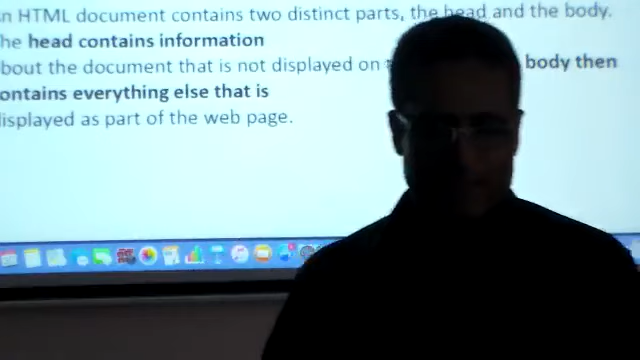 n HTML document contains two distinct parts, the head and the body.
he head contains information
bout the document that is not displayed on body then
ontains everything else that is
isplayed as part of the web page.